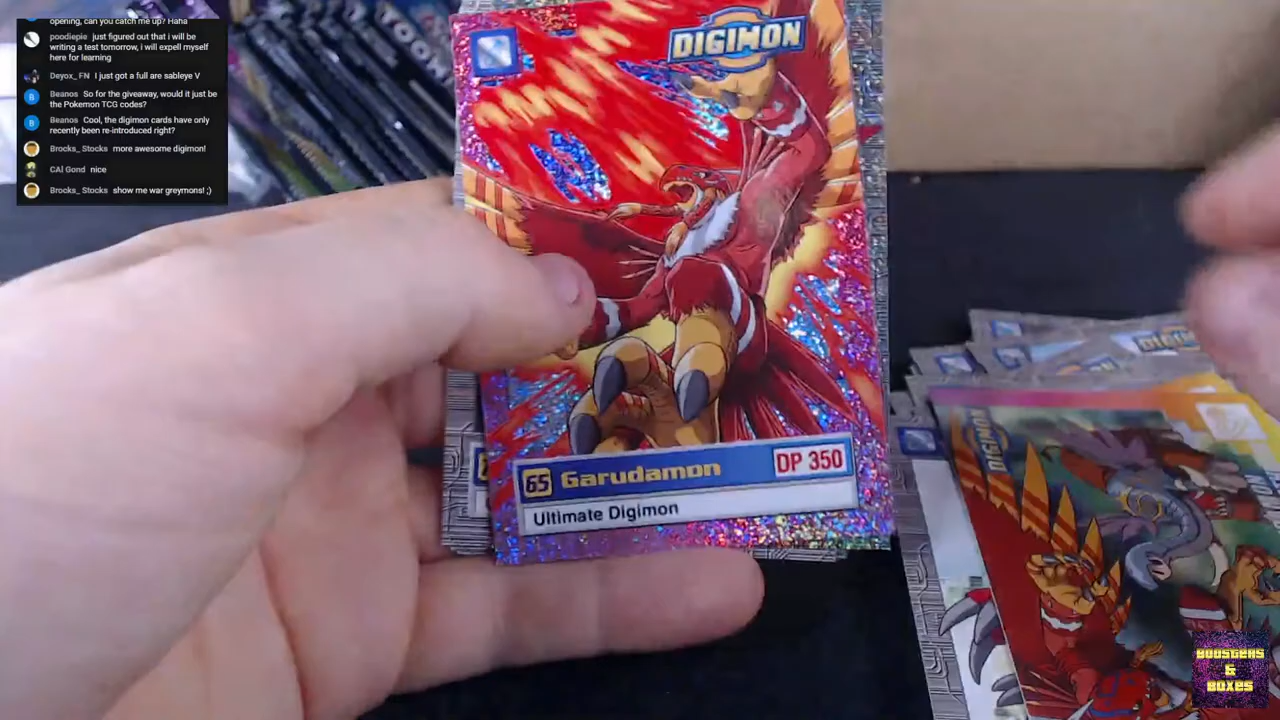 opening, can you catch me up? Haha
poodiepie just figured out that i will be
writing a test tomorrow, i will expell myself
here for learning
Deyox_FN I just got a full are sableye V
B Beanos So for the giveaway, would it just be
the Pokemon TCG codes?
B Beanos Cool, the digimon cards have only
recently been re-introduced right?
Brocks_Stocks more awesome digimon!
CAl Gond nice
Brocks_Stocks show me war greymons! ;)
DIGIMON
65 Garudamon DP 350
Ultimate Digimon
DIGIMON
BOOSTERS
&
BOXES